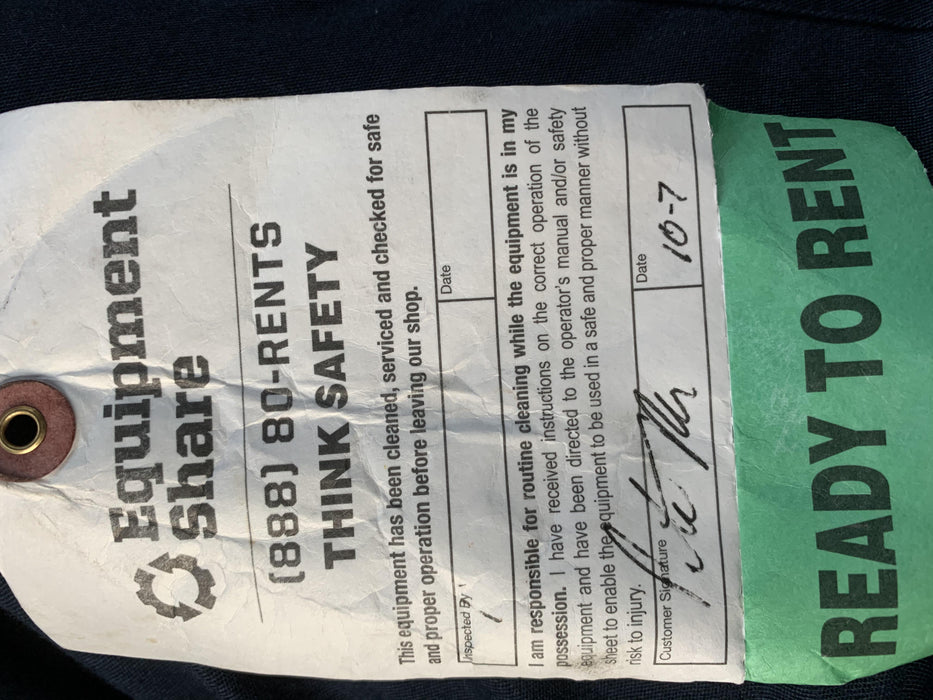 Equipment
Share
(888) 80-RENTS
THINK SAFETY
This equipment has been cleaned, serviced and checked for safe
and proper operation before leaving our shop.
Inspected By
Date
I am responsible for routine cleaning while the equipment is in my
possession. I have received instructions on the correct operation of the
equipment and have been directed to the operator's manual and/or safety
sheet to enable the equipment to be used in a safe and proper manner without
risk to injury.
Customer Signature
Date
10-7
READY TO RENT